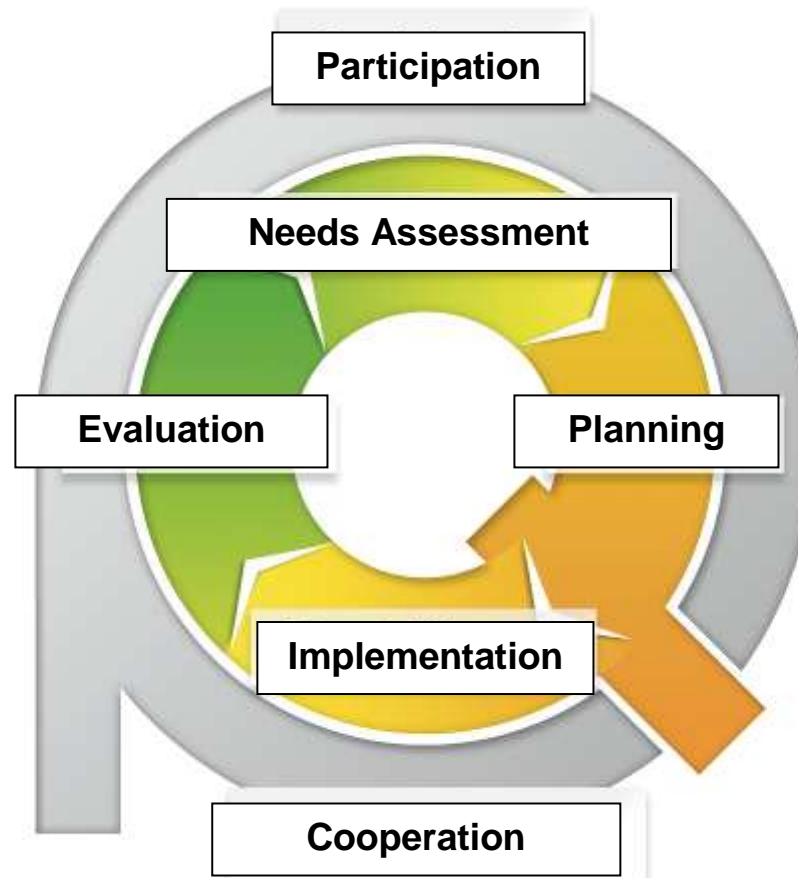 Participation
Needs Assessment
Evaluation
Planning
Implementation
Cooperation